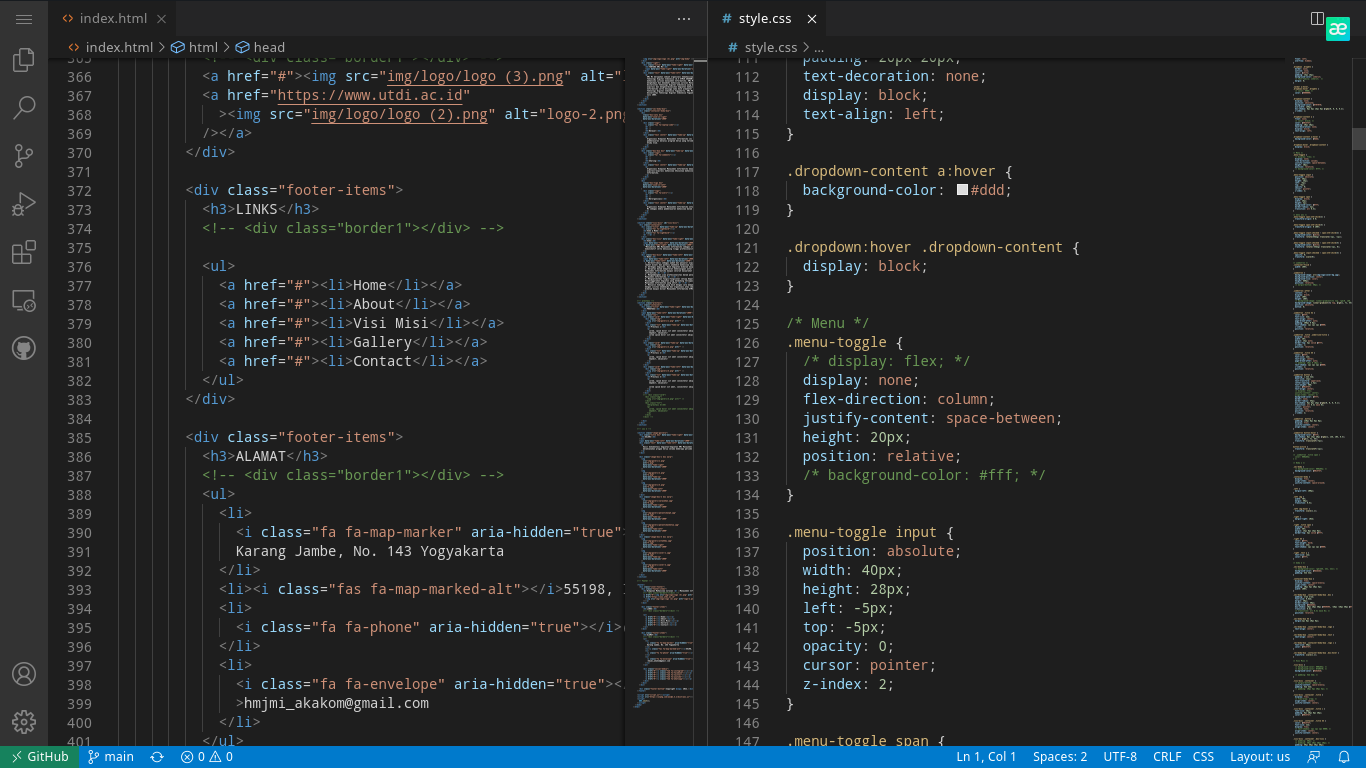 index.html
style.css
index.html > html > head
style.css > ...
365 <!-- <div class="border1"></div> -->
366 <a href="#"><img src="img/logo/logo (3).png" alt="
367 <a href="https://www.utdi.ac.id"
368 ><img src="img/logo/logo (2).png" alt="logo-2.png
369 /></a>
370 </div>
371
372 <div class="footer-items">
373 <h3>LINKS</h3>
374 <!-- <div class="border1"></div> -->
375
376 <ul>
377 <a href="#"><li>Home</li></a>
378 <a href="#"><li>About</li></a>
379 <a href="#"><li>Visi Misi</li></a>
380 <a href="#"><li>Gallery</li></a>
381 <a href="#"><li>Contact</li></a>
382 </ul>
383 </div>
384
385 <div class="footer-items">
386 <h3>ALAMAT</h3>
387 <!-- <div class="border1"></div> -->
388 <ul>
389 <li>
390 <i class="fa fa-map-marker" aria-hidden="true"
391 Karang Jambe, No. 143 Yogyakarta
392 </li>
393 <li><i class="fas fa-map-marked-alt"></i>55198,
394 <li>
395 <i class="fa fa-phone" aria-hidden="true"></i>
396 </li>
397 <li>
398 <i class="fa fa-envelope" aria-hidden="true"><
399 >hmjmi_akakom@gmail.com
400 </li>
401 </ul>
111 padding: 20px 20px;
112 text-decoration: none;
113 display: block;
114 text-align: left;
115 }
116
117 .dropdown-content a:hover {
118 background-color: #ddd;
119 }
120
121 .dropdown:hover .dropdown-content {
122 display: block;
123 }
124
125 /* Menu */
126 .menu-toggle {
127 /* display: flex; */
128 display: none;
129 flex-direction: column;
130 justify-content: space-between;
131 height: 20px;
132 position: relative;
133 /* background-color: #fff; */
134 }
135
136 .menu-toggle input {
137 position: absolute;
138 width: 40px;
139 height: 28px;
140 left: -5px;
141 top: -5px;
142 opacity: 0;
143 cursor: pointer;
144 z-index: 2;
145 }
146
147 .menu-toggle span {
æ
GitHub main 0 0 Ln 1, Col 1 Spaces: 2 UTF-8 CRLF CSS Layout: us